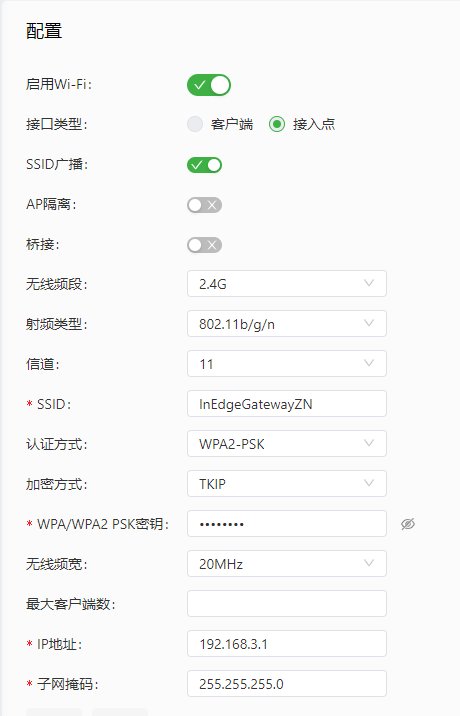 配置
启用Wi-Fi：
接口类型： 客户端 接入点
SSID广播：
AP隔离：
桥接：
无线频段： 2.4G
射频类型： 802.11b/g/n
信道： 11
* SSID： InEdgeGatewayZN
认证方式： WPA2-PSK
加密方式： TKIP
* WPA/WPA2 PSK密钥： ••••••••
无线频宽： 20MHz
最大客户端数：
* IP地址： 192.168.3.1
* 子网掩码： 255.255.255.0